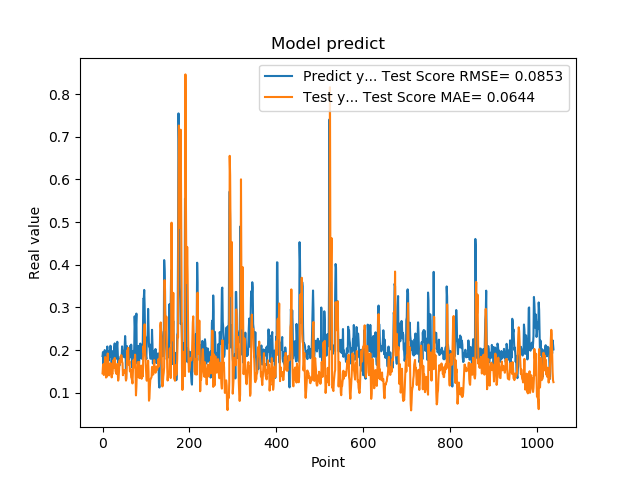 Model predict
Predict y... Test Score RMSE= 0.0853
Test y... Test Score MAE= 0.0644
Real value
0.8
0.7
0.6
0.5
0.4
0.3
0.2
0.1
0 200 400 600 800 1000
Point